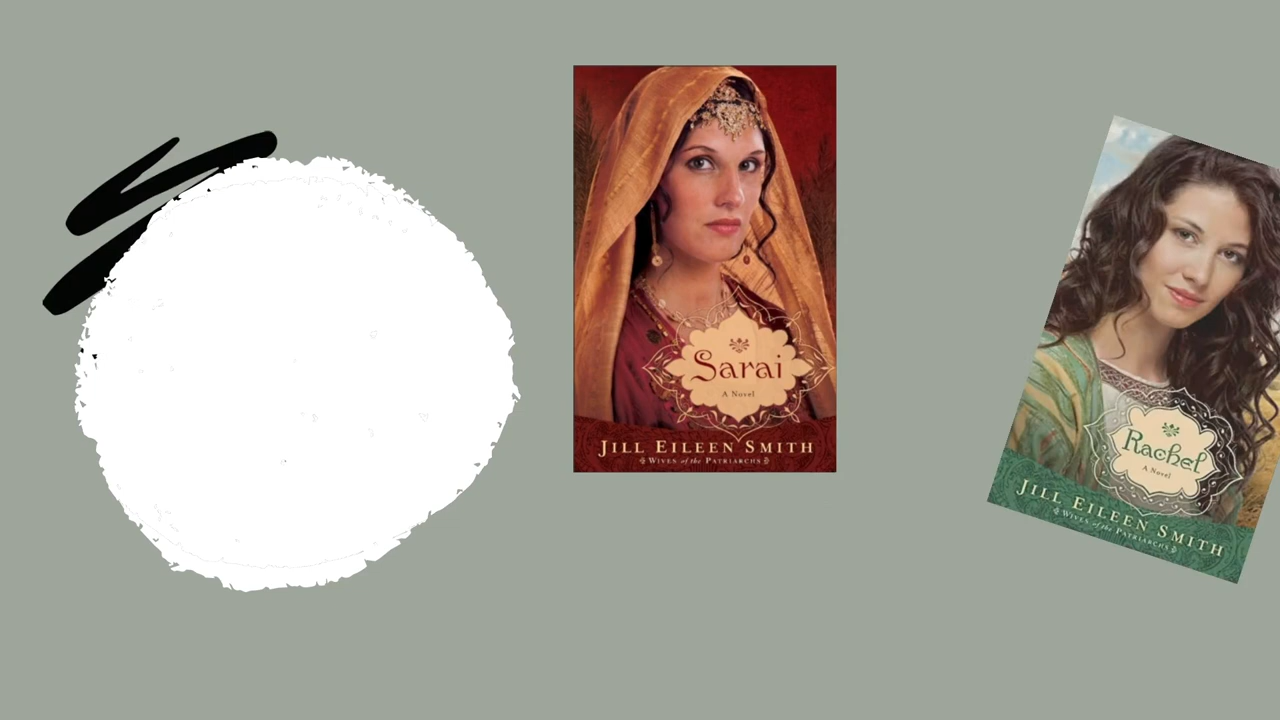 Sarai
A Novel
JILL EILEEN SMITH
WIVES of the PATRIARCHS
Rachel
A Novel
JILL EILEEN SMITH
WIVES of the PATRIARCHS